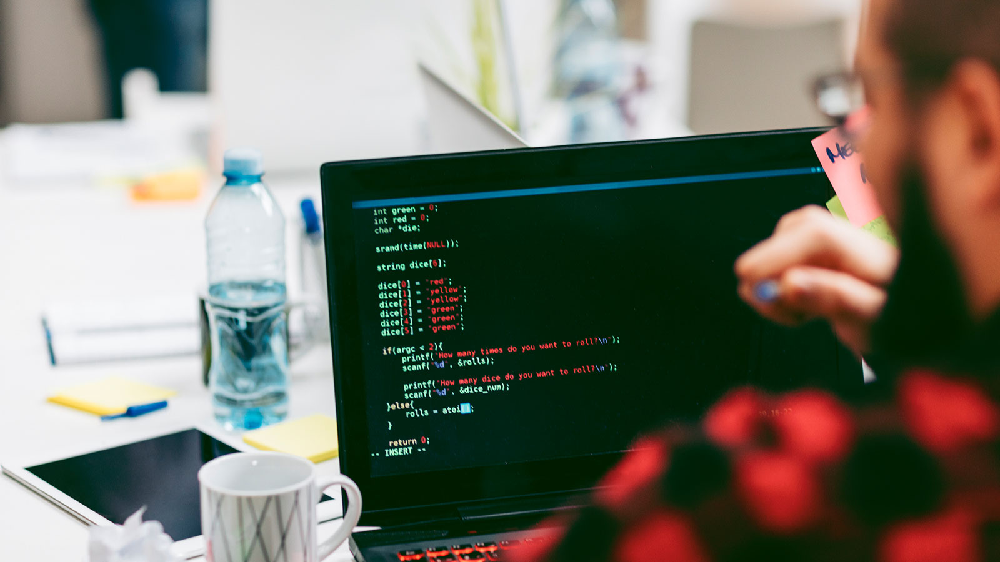 int green = 0;
int red = 0;
char *die;
srand(time(NULL));
string dice[6];
dice[0] = "red";
dice[1] = "yellow";
dice[2] = "yellow";
dice[3] = "green";
dice[4] = "green";
dice[5] = "green";
if(argc < 2){
printf("How many times do you want to roll?\n");
scanf("%d", &rolls);
printf("How many dice do you want to roll?\n");
scanf("%d", &dice_num);
}else{
rolls = atoi[];
}
return 0;
-- INSERT --